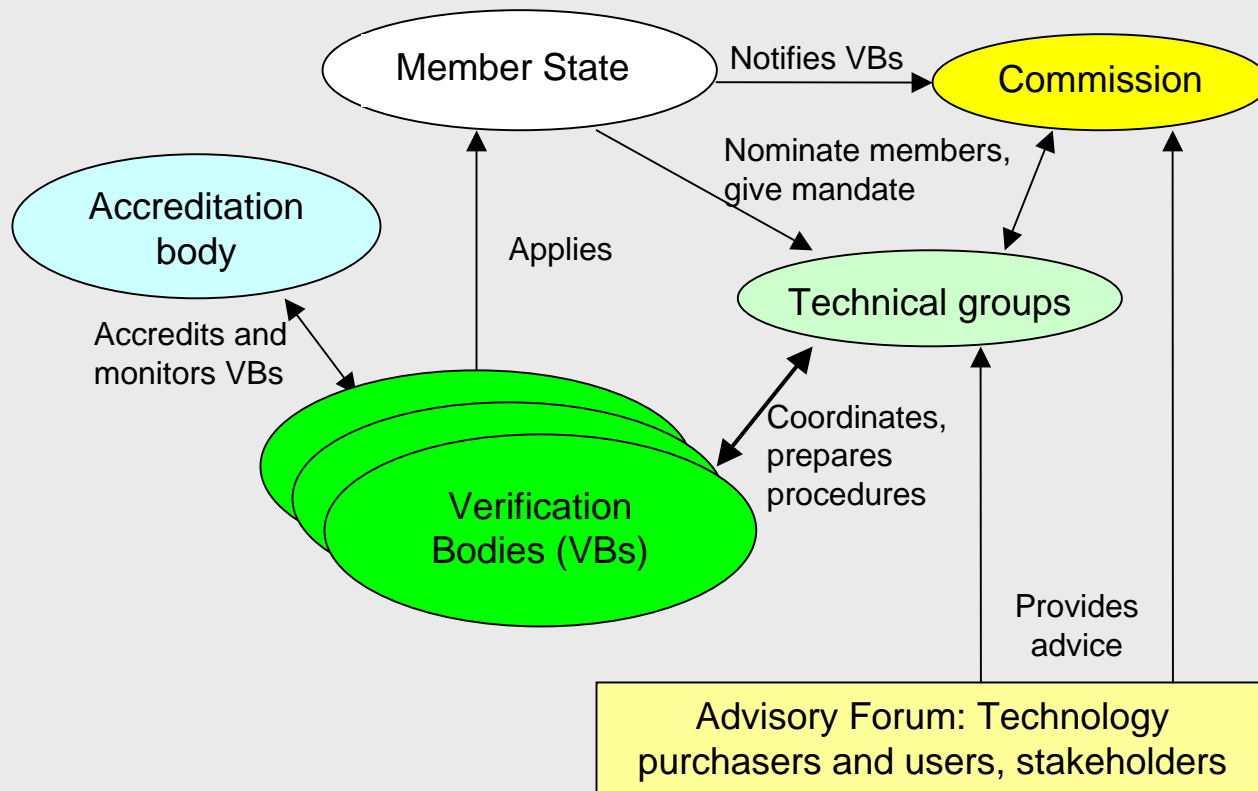 Member State
Notifies VBs
Commission
Nominate members,
give mandate
Accreditation
body
Applies
Technical groups
Accredits and
monitors VBs
Coordinates,
prepares
procedures
Verification
Bodies (VBs)
Provides
advice
Advisory Forum: Technology
purchasers and users, stakeholders